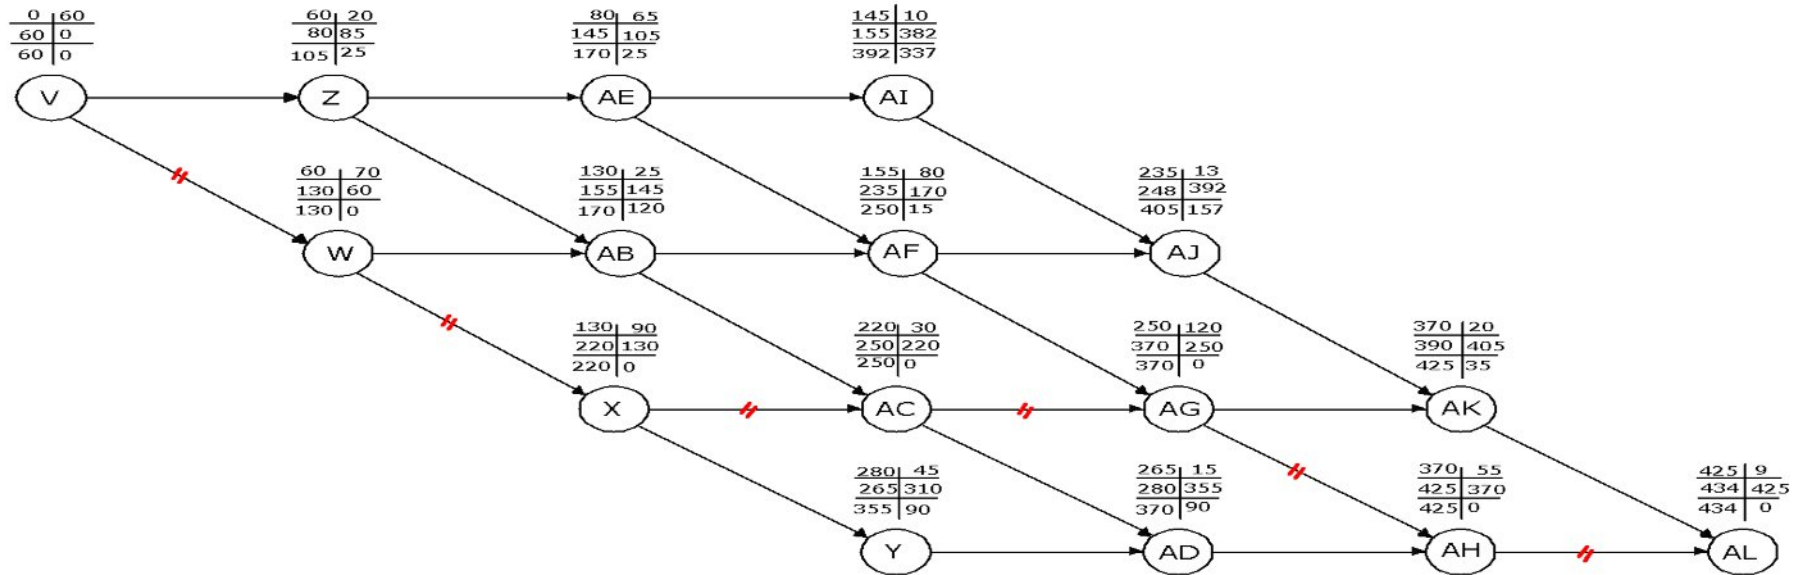 0 60 60 20 80 65 145 10
60 0 80 85 145 105 155 382
60 0 105 25 170 25 392 337
V Z AE AI
60 70 130 25 155 80 235 13
130 60 155 145 235 170 248 392
130 0 170 120 250 15 405 157
W AB AF AJ
130 90 220 30 250 120 370 20
220 130 250 220 370 250 390 405
220 0 250 0 370 0 425 35
X AC AG AK
280 45 265 15 370 55 425 9
265 310 280 355 425 370 434 425
355 90 370 90 425 0 434 0
Y AD AH AL